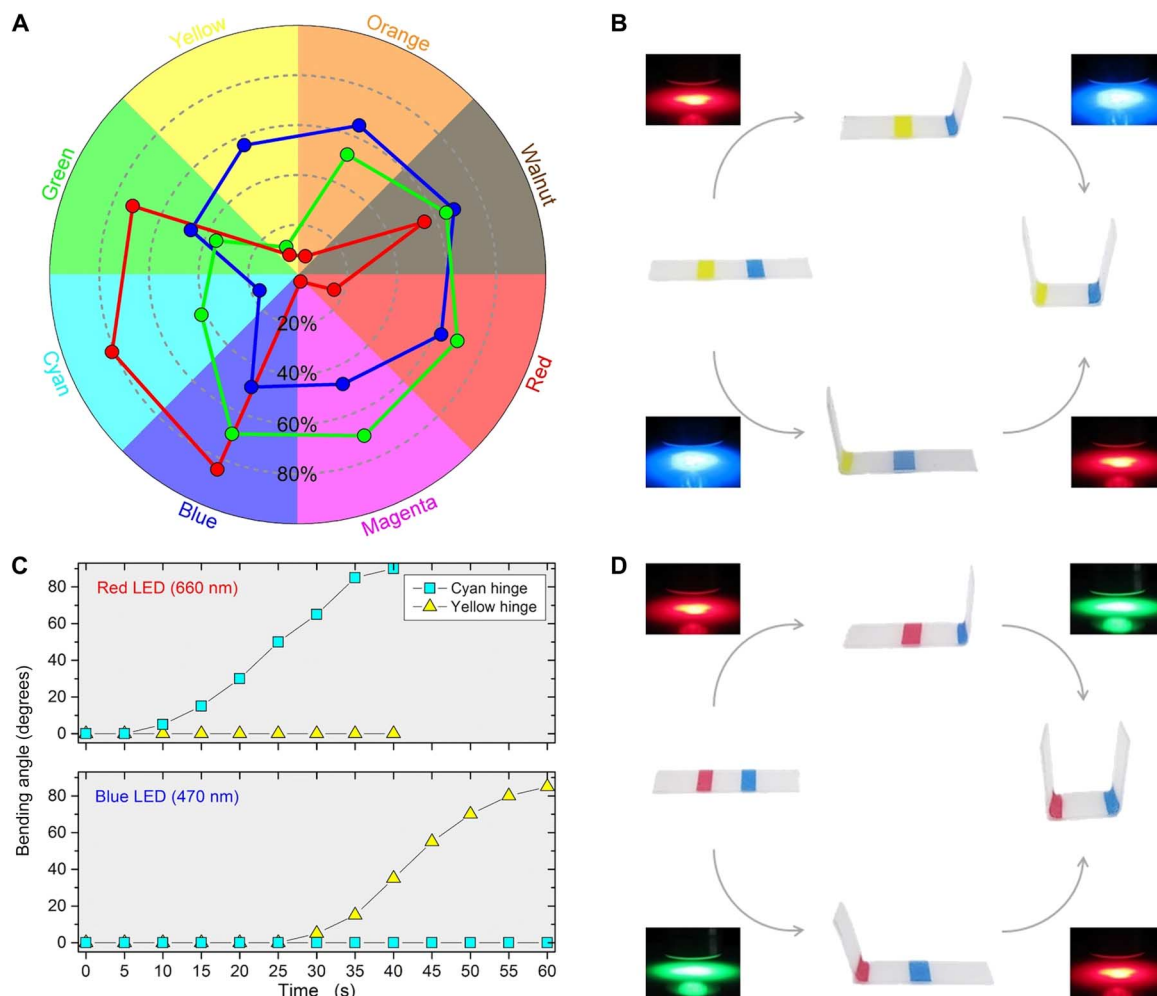 A
Yellow
Orange
Green
Walnut
Cyan
Red
Blue
Magenta
20%
40%
60%
80%
B
C
Bending angle (degrees)
Red LED (660 nm)
Cyan hinge
Yellow hinge
80
60
40
20
0
Blue LED (470 nm)
80
60
40
20
0
0 5 10 15 20 25 30 35 40 45 50 55 60
Time (s)
D